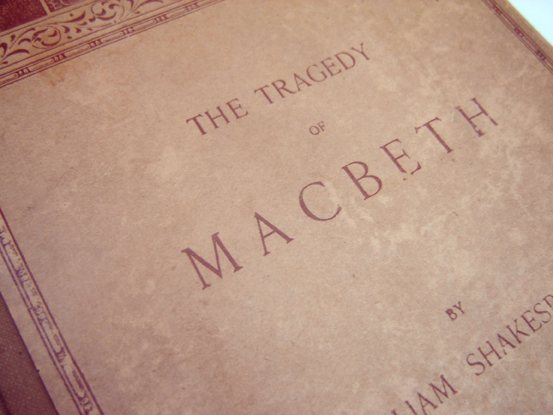 THE TRAGEDY
OF
MACBETH
BY
LIAM SHAKESP